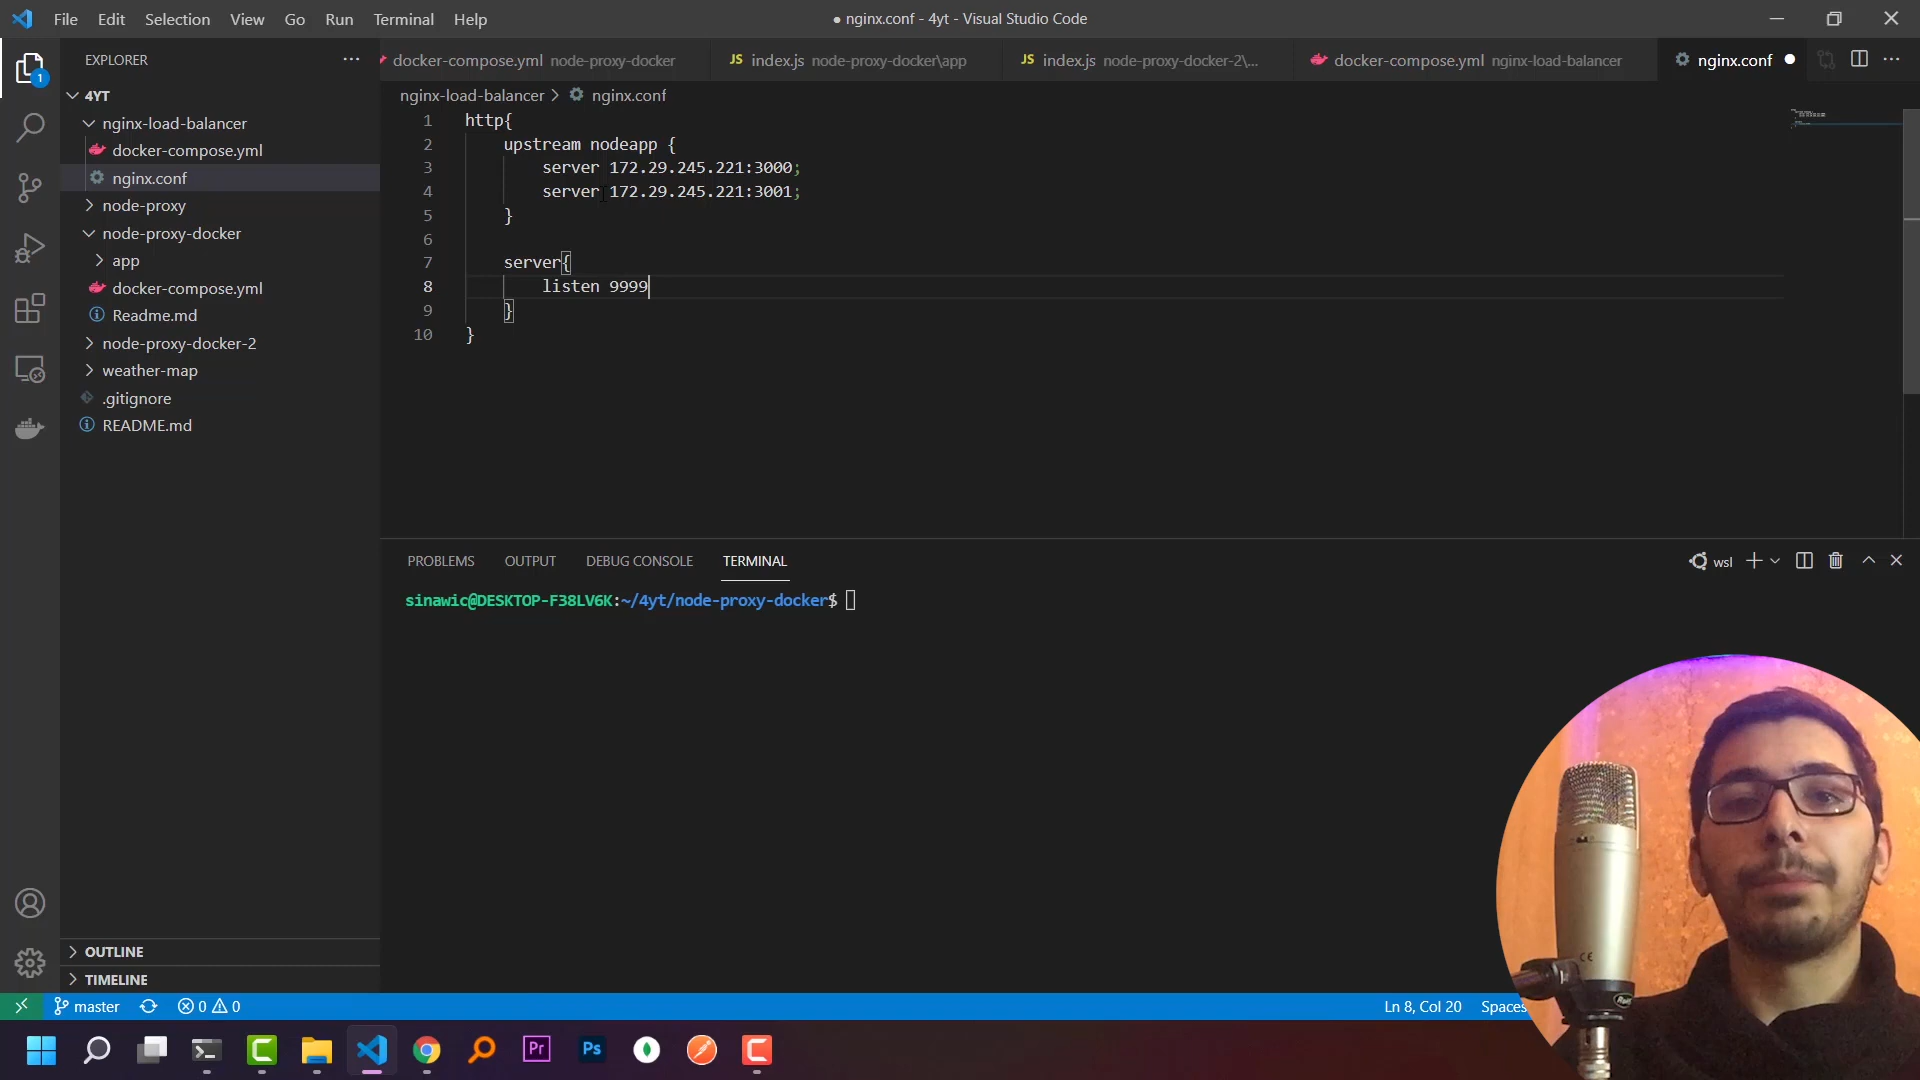 File Edit Selection View Go Run Terminal Help
● nginx.conf - 4yt - Visual Studio Code
EXPLORER
docker-compose.yml node-proxy-docker
JS index.js node-proxy-docker\app
JS index.js node-proxy-docker-2\...
docker-compose.yml nginx-load-balancer
nginx.conf
1
4YT
nginx-load-balancer
docker-compose.yml
nginx.conf
node-proxy
node-proxy-docker
app
docker-compose.yml
Readme.md
node-proxy-docker-2
weather-map
.gitignore
README.md
OUTLINE
TIMELINE
nginx-load-balancer > nginx.conf
1 http{
2 upstream nodeapp {
3 server 172.29.245.221:3000;
4 server 172.29.245.221:3001;
5 }
6
7 server{
8 listen 9999
9 }
10 }
PROBLEMS OUTPUT DEBUG CONSOLE TERMINAL
wsl
sinawic@DESKTOP-F38LV6K:~/4yt/node-proxy-docker$
master
0 0
Ln 8, Col 20
Spaces
Pr
Ps